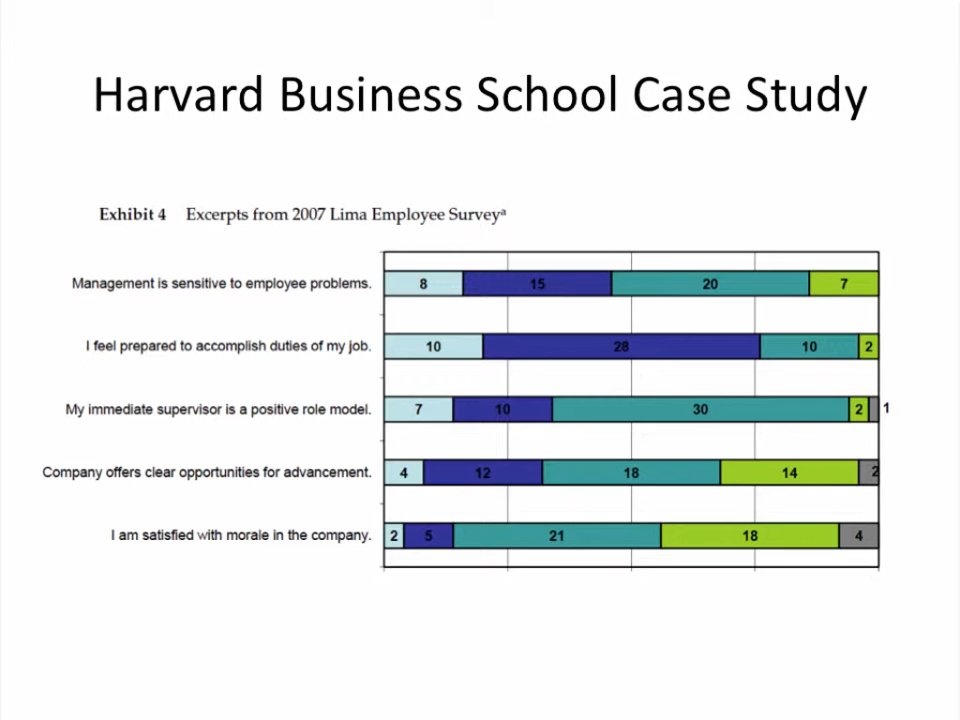 Harvard Business School Case Study
Exhibit 4 Excerpts from 2007 Lima Employee Surveyᵃ
Management is sensitive to employee problems. 8 15 20 7
I feel prepared to accomplish duties of my job. 10 28 10 2
My immediate supervisor is a positive role model. 7 10 30 2 1
Company offers clear opportunities for advancement. 4 12 18 14 2
I am satisfied with morale in the company. 2 5 21 18 4